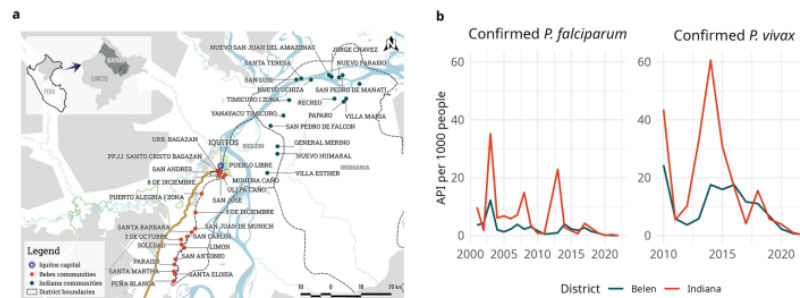 a
NUEVO SAN JUAN DEL AMAZONAS
JORGE CHAVEZ
SANTA TERESA
NUEVO PARAISO
SAN LUIS
NUEVO UCHIZA
SAN PEDRO DE MANATI
TIMICURO I ZONA
RECREO
YANAYACU TIMICURO
PAPARO
VILLA MARIA
SAN PEDRO DE FALCON
URB. BAGAZAN
IQUITOS
BELEN
GENERAL MERINO
PP.JJ. SANTO CRISTO BAGAZAN
NUEVO HUMARAL
SAN ANDRES
PUEBLO LIBRE
INDIANA
8 DE DICIEMBRE
MORENA CAÑO
VILLA ESTHER
PUERTO ALEGRIA I ZONA
ULLPA CAÑO
SAN JOSE
5 DE DICIEMBRE
SANTA BARBARA
SAN JUAN DE MUNICH
3 DE OCTUBRE
SAN CARLOS
SOLEDAD
LIMON
PARAISO
SAN ANTONIO
SANTA MARTHA
SANTA ELOISA
PEÑA BLANCA
PERU
LORETO
N
Legend
Iquitos capital
Belen communities
Indiana communities
District boundaries
10
0
10
20 km
b
Confirmed P. falciparum
Confirmed P. vivax
API per 1000 people
60
40
20
0
2000 2005 2010 2015 2020
60
40
20
0
2010 2015 2020
District
Belen
Indiana